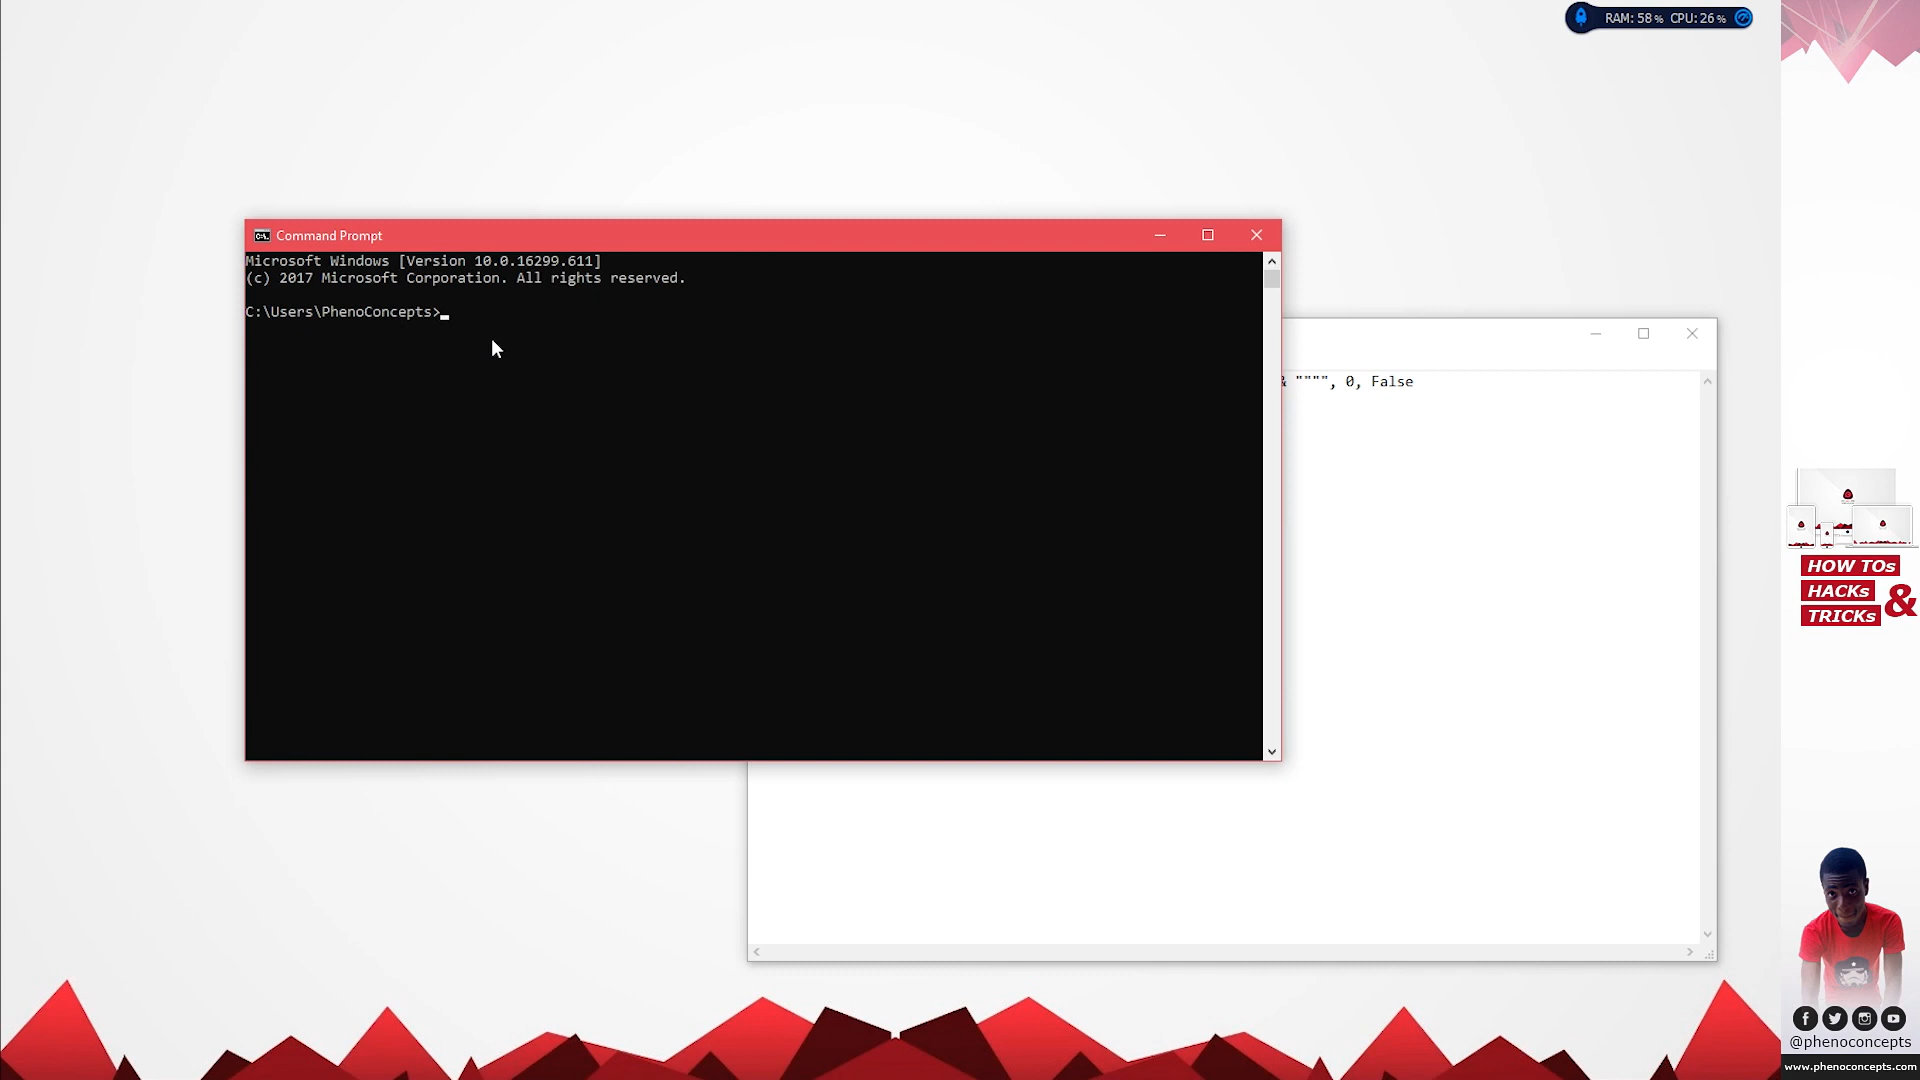 RAM: 58% CPU: 26%
Command Prompt
Microsoft Windows [Version 10.0.16299.611]
(c) 2017 Microsoft Corporation. All rights reserved.
C:\Users\PhenoConcepts>
& """", 0, False
HOW TOs
HACKs &
TRICKs
@phenoconcepts
www.phenoconcepts.com